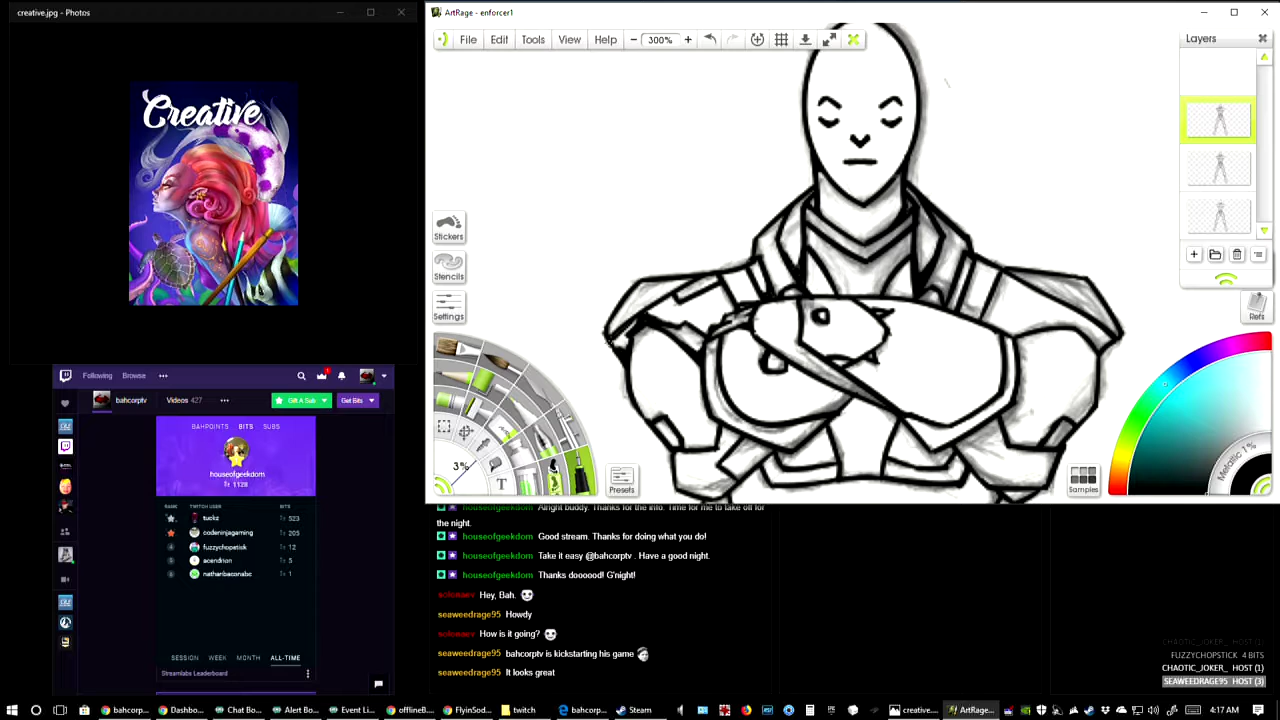 creative.jpg - Photos
ArtRage - enforcer1
File Edit Tools View Help 300%
Layers
Creative
Stickers
Stencils
Settings
3%
Presets
Samples
Refs
Metallic 1%
Following Browse
bahcorptv Videos 427 Gift A Sub Get Bits
BAHPOINTS BITS SUBS
houseofgeekdom
1128
RANK TWITCH USER BITS
tuckz 523
codeninjagaming 205
fuzzychopstick 12
acendrion 5
1
SESSION WEEK MONTH ALL-TIME
Streamlabs Leaderboard
houseofgeekdom Alright buddy. Thanks for the info. Time for me to take off for
the night.
houseofgeekdom Good stream. Thanks for doing what you do!
houseofgeekdom Take it easy @bahcorptv . Have a good night.
houseofgeekdom Thanks doooood! G'night!
Hey, Bah.
seaweedrage95 Howdy
How is it going?
seaweedrage95 bahcorptv is kickstarting his game
seaweedrage95 It looks great
CHAOTIC_JOKER_ HOST (1)
FUZZYCHOPSTICK 4 BITS
CHAOTIC_JOKER_ HOST (1)
SEAWEEDRAGE95 HOST (3)
bahcorp... Dashbo... Chat Bo... Alert Bo... Event Li... offlineB... FlyinSod... twitch bahcorp... Steam creative... ArtRage... 4:17 AM